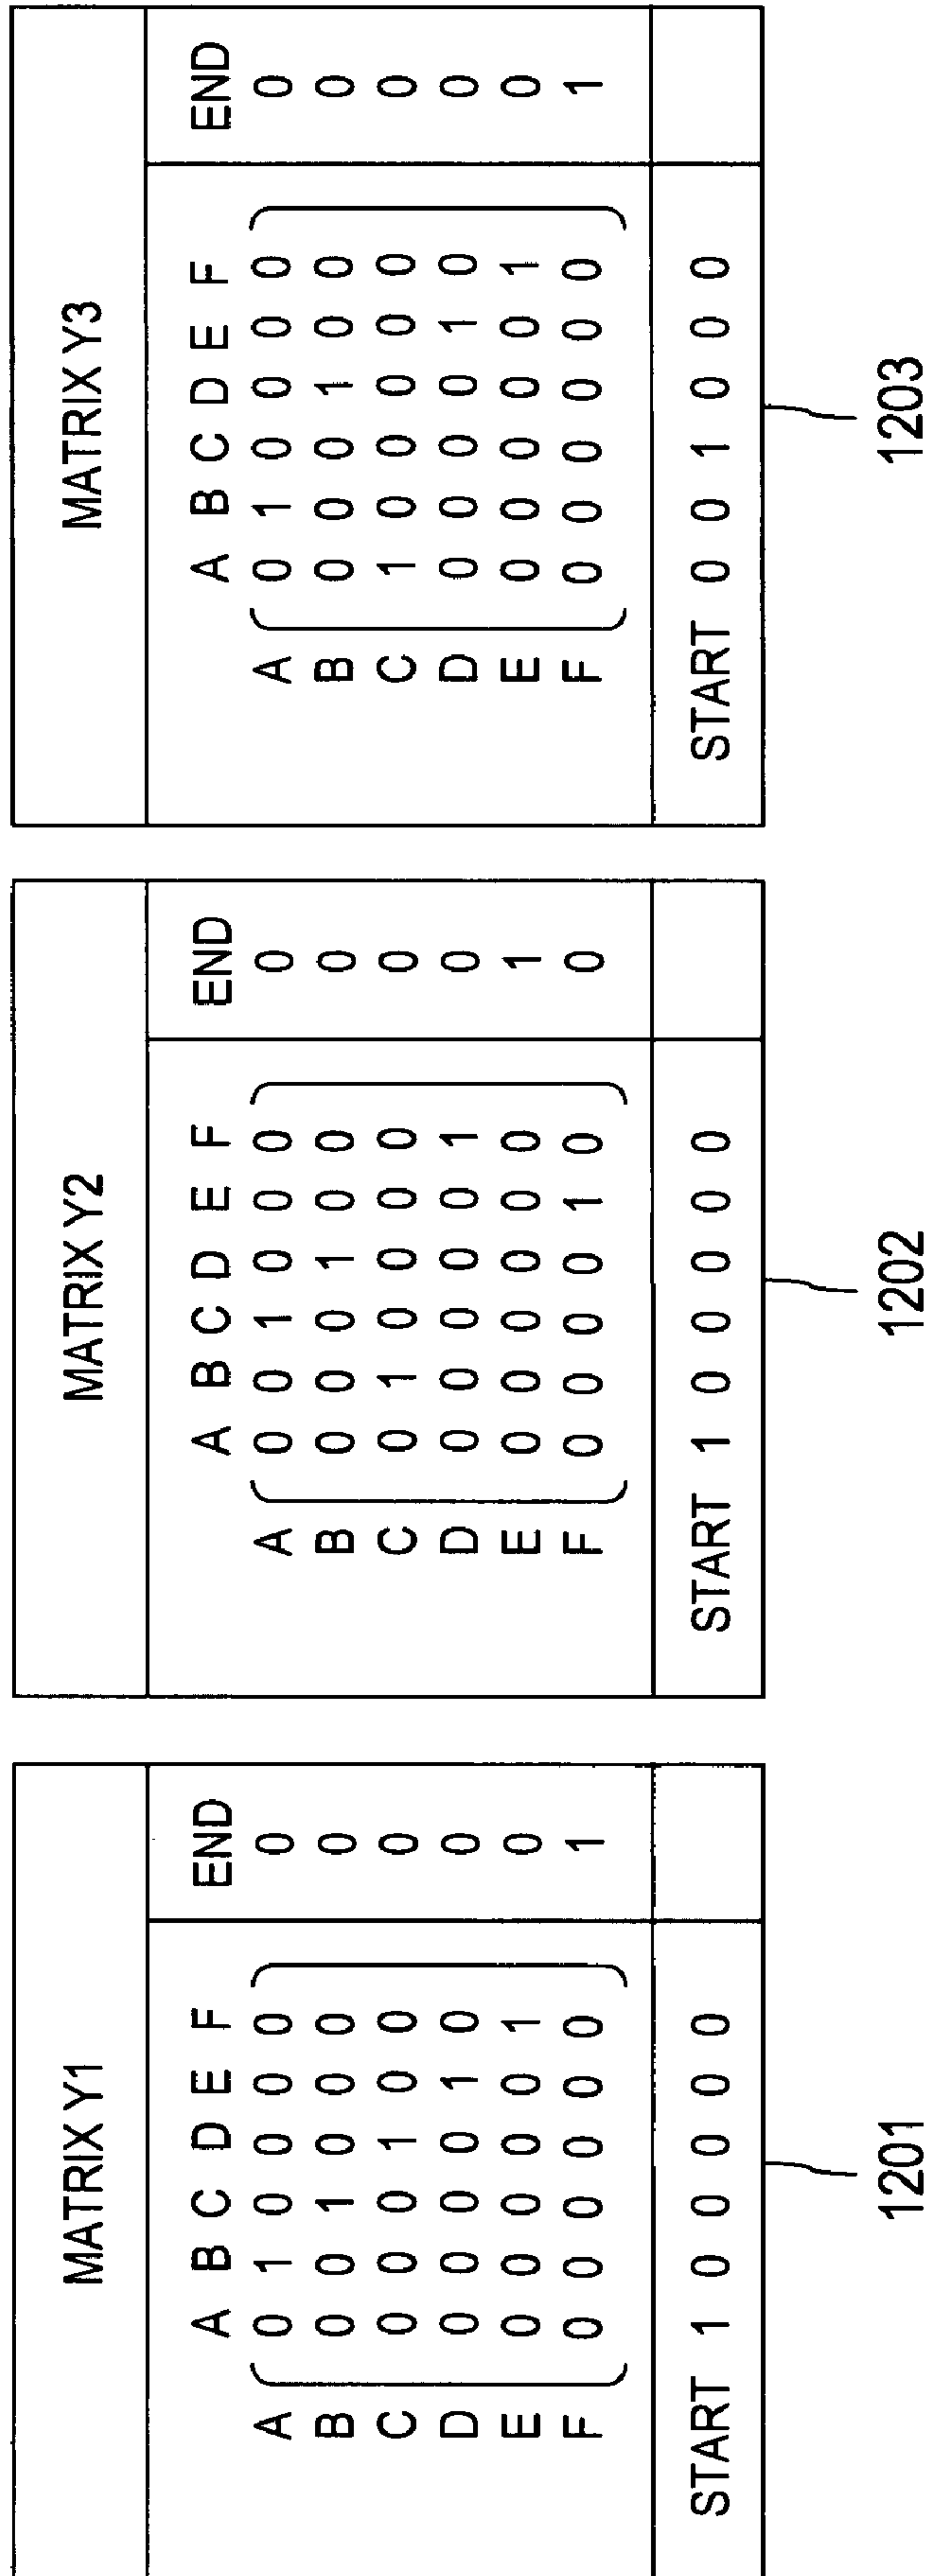 MATRIX Y1
A B C D E F END
A 0 1 0 0 0 0 0
B 0 0 1 0 0 0 0
C 0 0 0 1 0 0 0
D 0 0 0 0 1 0 0
E 0 0 0 0 0 1 0
F 0 0 0 0 0 0 1
START 1 0 0 0 0 0
1201
MATRIX Y2
A B C D E F END
A 0 0 1 0 0 0 0
B 0 0 0 1 0 0 0
C 0 1 0 0 0 0 0
D 0 0 0 0 0 1 0
E 0 0 0 0 0 0 1
F 0 0 0 0 1 0 0
START 1 0 0 0 0 0
1202
MATRIX Y3
A B C D E F END
A 0 1 0 0 0 0 0
B 0 0 0 1 0 0 0
C 1 0 0 0 0 0 0
D 0 0 0 0 1 0 0
E 0 0 0 0 0 1 0
F 0 0 0 0 0 0 1
START 0 0 1 0 0 0
1203